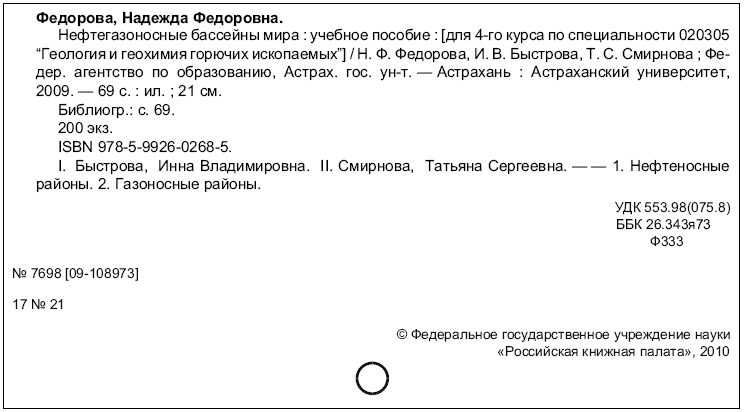 Федорова, Надежда Федоровна.
Нефтегазоносные бассейны мира : учебное пособие : [для 4-го курса по специальности 020305
“Геология и геохимия горючих ископаемых”] / Н. Ф. Федорова, И. В. Быстрова, Т. С. Смирнова ; Фе-
дер. агентство по образованию, Астрах. гос. ун-т. — Астрахань : Астраханский университет,
2009. — 69 с. : ил. ; 21 см.
Библиогр.: с. 69.
200 экз.
ISBN 978-5-9926-0268-5.
I. Быстрова, Инна Владимировна. II. Смирнова, Татьяна Сергеевна. — — 1. Нефтеносные
районы. 2. Газоносные районы.
УДК 553.98(075.8)
ББК 26.343я73
Ф333
№ 7698 [09-108973]
17 № 21
© Федеральное государственное учреждение науки
«Российская книжная палата», 2010